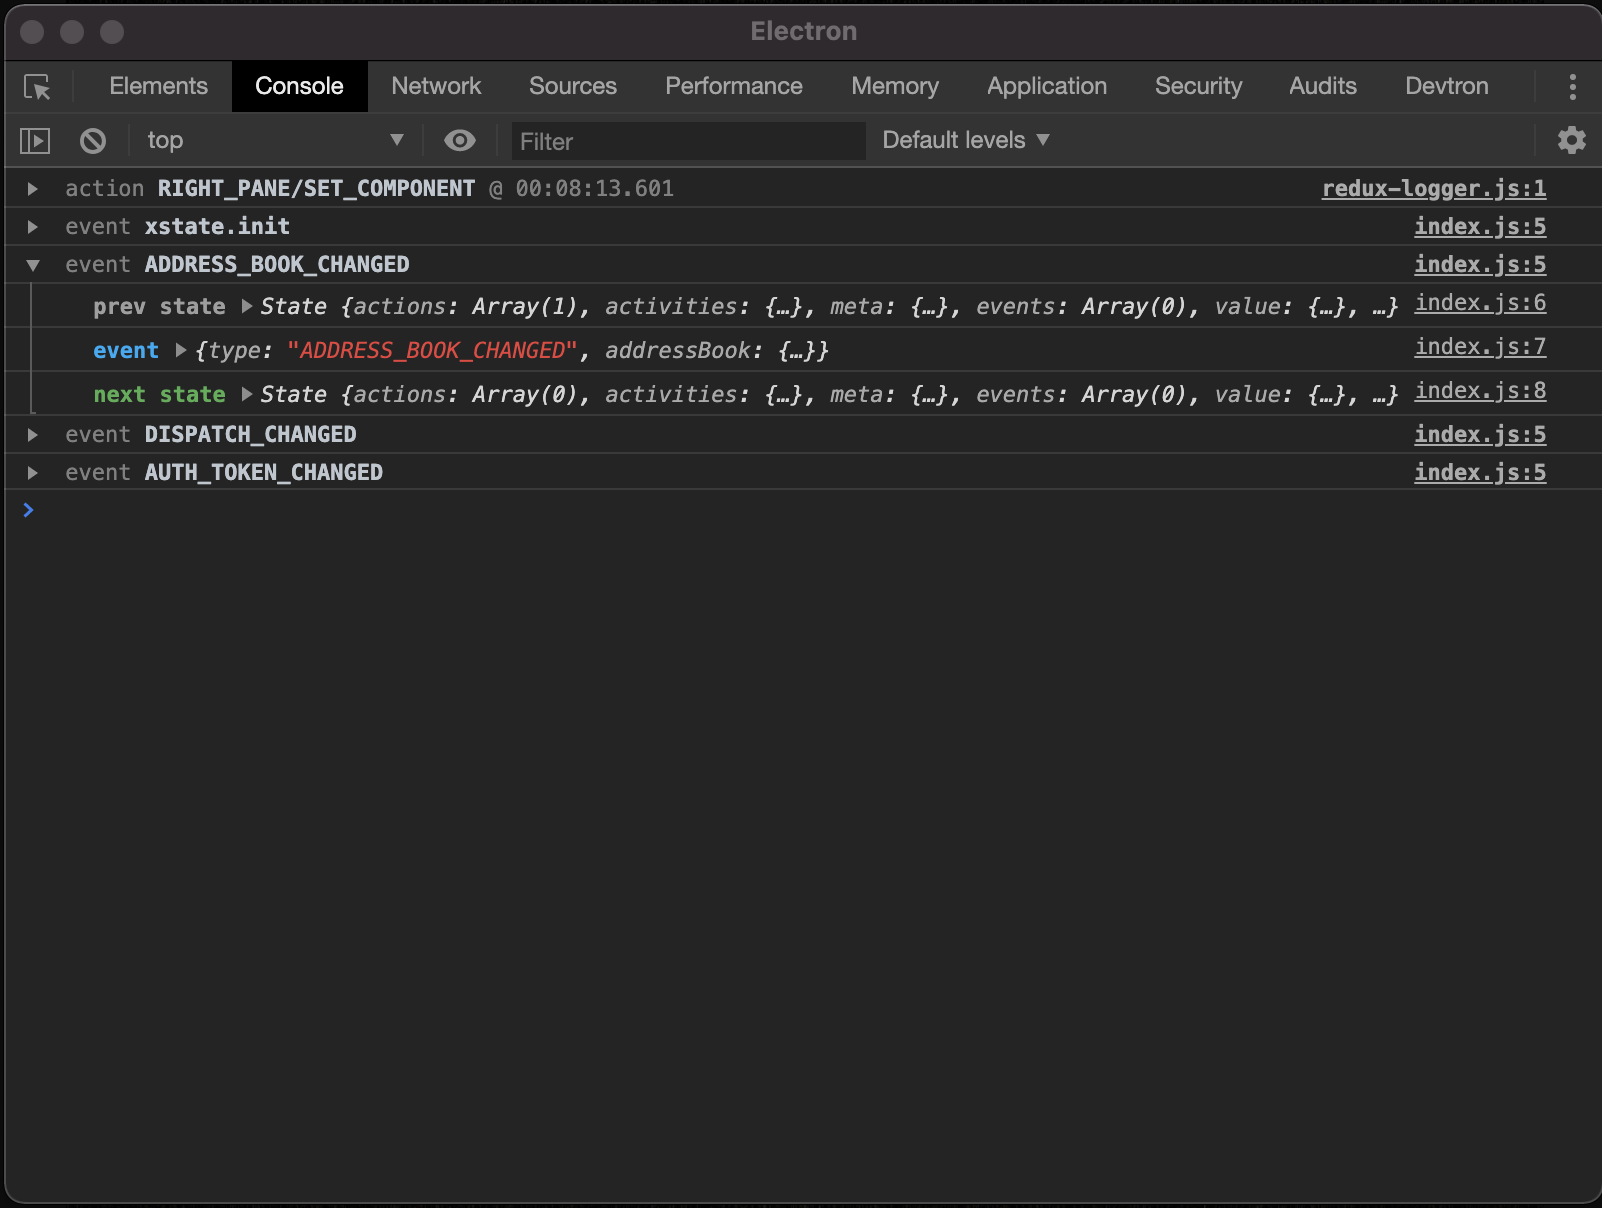 Electron
Elements Console Network Sources Performance Memory Application Security Audits Devtron
top Filter Default levels
action RIGHT_PANE/SET_COMPONENT @ 00:08:13.601 redux-logger.js:1
event xstate.init index.js:5
event ADDRESS_BOOK_CHANGED index.js:5
prev state State {actions: Array(1), activities: {…}, meta: {…}, events: Array(0), value: {…}, …} index.js:6
event {type: "ADDRESS_BOOK_CHANGED", addressBook: {…}} index.js:7
next state State {actions: Array(0), activities: {…}, meta: {…}, events: Array(0), value: {…}, …} index.js:8
event DISPATCH_CHANGED index.js:5
event AUTH_TOKEN_CHANGED index.js:5